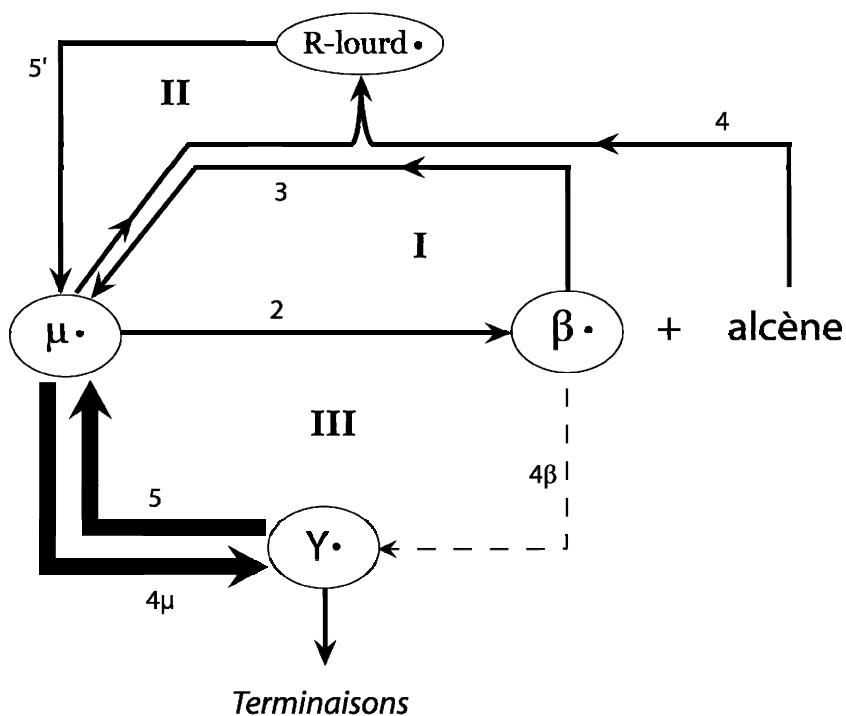 R-lourd•
5'
II
4
3
I
μ•
2
β• + alcène
III
4β
5
Y•
4μ
Terminaisons